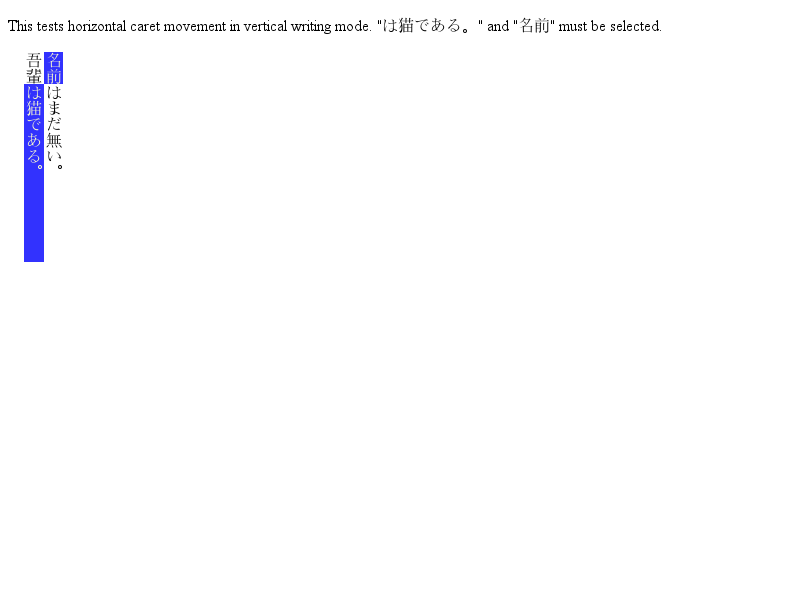 This tests horizontal caret movement in vertical writing mode. "は猫である。" and "名前" must be selected.
吾輩は猫である。
名前はまだ無い。